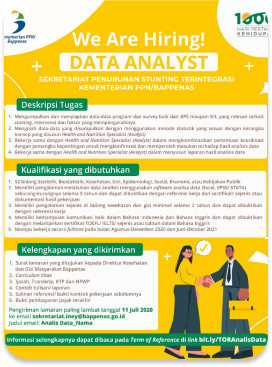 Kementerian PPN/
Bappenas
1000
HARI PERTAMA
KEHIDUPAN
We Are Hiring!
DATA ANALYST
SEKRETARIAT PENURUNAN STUNTING TERINTEGRASI
KEMENTERIAN PPN/BAPPENAS
Deskripsi Tugas
1. Mengumpulkan dan menyiapkan data-data program dan survey baik dari BPS maupun K/L yang relevan terkait
stunting, intervensi dan faktor yang mempengaruhinya
2. Mengolah data-data yang dikumpulkan dengan menggunakan metode statistik yang sesuai dengan kerangka
konsep yang disusun Health and Nutrition Specialist (Analyst)
3. Bekerja sama dengan Health and Nutrition Specialist (Analyst) dalam mengkoordinasikan pertemuan koordinasi
dengan pemangku kepentingan untuk mengkonfirmasi dan memperoleh masukan terhadap hasil analisis data
4. Bekerja sama dengan Health and Nutrition Specialist (Analyst) dalam menyusun laporan hasil analisis data
Kualifikasi yang dibutuhkan
1. S2 bidang Statistik, Biostatistik, Kesehatan, Gizi, Epidemiologi, Sosial, Ekonomi, atau Kebijakan Publik
2. Memiliki pengalaman melakukan data analisis menggunakan software analisa data (Excel, SPSS/ STATA)
sekurang-kurangnya selama 5 tahun dan dapat dibuktikan dengan referensi kerja dan sertifikasi sejenis atau
dokumentasi hasil pekerjaan
3. Memiliki pengalaman sejenis di bidang kesehatan dan gizi minimal selama 2 tahun dan dapat dibuktikan
dengan referensi kerja
4. Memiliki kemampuan komunikasi baik dalam Bahasa Indonesia dan Bahasa Inggris dan dapat dibuktikan
dengan melampirkan sertifikat TOEFL/ IELTS/ sejenis atau tulisan dalam Bahasa Inggris
5. Mampu bekerja secara fulltime pada bulan Agustus-Desember 2020 dan Juni-Oktober 2021
Kelengkapan yang dikirimkan
1. Surat lamaran yang ditujukan kepada Direktur Kesehatan
dan Gizi Masyarakat Bappenas
2. Curriculum Vitae
3. Ijazah, Transkrip, KTP dan NPWP
4. Contoh tulisan/ laporan
5. Salinan referensi/ bukti kontrak pekerjaan sebelumnya
6. Bukti pembayaran pajak terakhir
Pengiriman lamaran paling lambat tanggal 11 Juli 2020
ke email sekretariat.iney@bappenas.go.id
judul email: Analis Data_Nama
Informasi selengkapnya dapat dibaca pada Term of Reference di link bit.ly/TORAnalisData